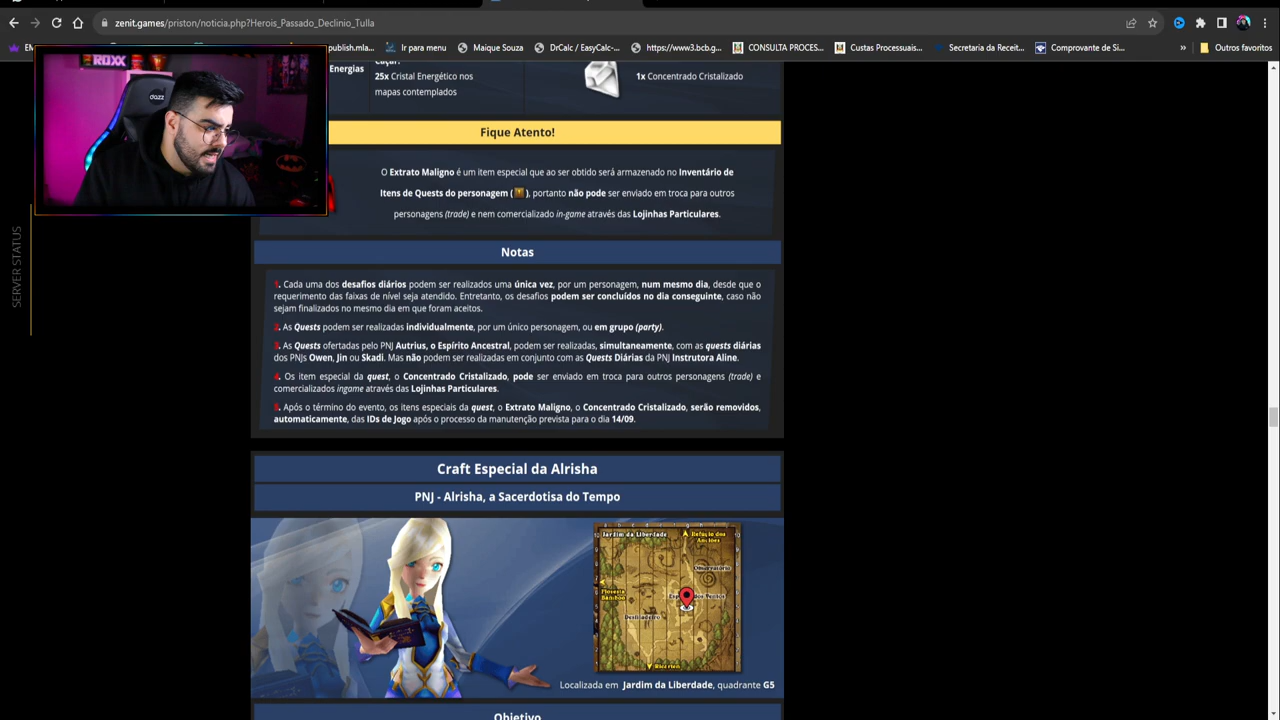 zenit.games/priston/noticia.php?Herois_Passado_Declinio_Tulla
EM
publish.mla...
Ir para menu
Maique Souza
DrCalc / EasyCalc-...
https://www3.bcb.g...
CONSULTA PROCES...
Custas Processuais...
Secretaria da Receit...
Comprovante de Si...
»
Outros favoritos
ROXX
dazz
SERVER STATUS
Energias
25x Cristal Energético nos
mapas contemplados
1x Concentrado Cristalizado
Fique Atento!
O Extrato Maligno é um item especial que ao ser obtido será armazenado no Inventário de
Itens de Quests do personagem ( ), portanto não pode ser enviado em troca para outros
personagens (trade) e nem comercializado in-game através das Lojinhas Particulares.
Notas
1. Cada uma dos desafios diários podem ser realizados uma única vez, por um personagem, num mesmo dia, desde que o
requerimento das faixas de nível seja atendido. Entretanto, os desafios podem ser concluídos no dia conseguinte, caso não
sejam finalizados no mesmo dia em que foram aceitos.
2. As Quests podem ser realizadas individualmente, por um único personagem, ou em grupo (party).
3. As Quests ofertadas pelo PNJ Autrius, o Espírito Ancestral, podem ser realizadas, simultaneamente, com as quests diárias
dos PNJs Owen, Jin ou Skadi. Mas não podem ser realizadas em conjunto com as Quests Diárias da PNJ Instrutora Aline.
4. Os item especial da quest, o Concentrado Cristalizado, pode ser enviado em troca para outros personagens (trade) e
comercializados ingame através das Lojinhas Particulares.
5. Após o término do evento, os itens especiais da quest, o Extrato Maligno, o Concentrado Cristalizado, serão removidos,
automaticamente, das IDs de Jogo após o processo da manutenção prevista para o dia 14/09.
Craft Especial da Alrisha
PNJ - Alrisha, a Sacerdotisa do Tempo
Jardim da Liberdade
Refúgio dos
Anciões
Observatório
Floresta
Bamboo
Desfiladeiro
Ricarten
Localizada em Jardim da Liberdade, quadrante G5
Objetivo